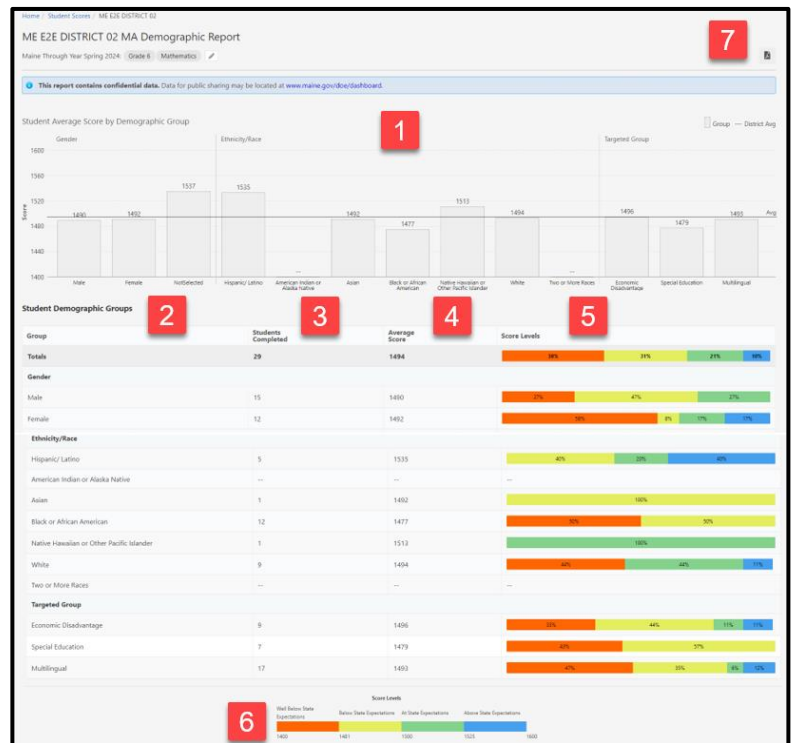 Home / Student Scores / ME E2E DISTRICT 02
ME E2E DISTRICT 02 MA Demographic Report
7
Maine Through Year Spring 2024: Grade 6 Mathematics
This report contains confidential data. Data for public sharing may be located at www.maine.gov/doe/dashboard.
Student Average Score by Demographic Group
1
Group District Avg
Gender Ethnicity/Race Targeted Group
1600
1560
1520
1480
1440
1400
Score
1490 1492 1537 1535 -- 1492 1477 1513 1494 -- 1496 1479 1493 Avg
Male Female NotSelected Hispanic/ Latino American Indian or Alaska Native Asian Black or African American Native Hawaiian or Other Pacific Islander White Two or More Races Economic Disadvantage Special Education Multilingual
Student Demographic Groups
2 3 4 5
Group Students Completed Average Score Score Levels
Totals 29 1494 38% 31% 21% 10%
Gender
Male 15 1490 27% 47% 27%
Female 12 1492 58% 8% 17% 17%
Ethnicity/Race
Hispanic/ Latino 5 1535 40% 20% 40%
American Indian or Alaska Native -- -- --
Asian 1 1492 100%
Black or African American 12 1477 50% 50%
Native Hawaiian or Other Pacific Islander 1 1513 100%
White 9 1494 44% 44% 11%
Two or More Races -- -- --
Targeted Group
Economic Disadvantage 9 1496 33% 44% 11% 11%
Special Education 7 1479 43% 57%
Multilingual 17 1493 47% 35% 6% 12%
Score Levels
6
Well Below State Expectations Below State Expectations At State Expectations Above State Expectations
1400 1481 1500 1525 1600